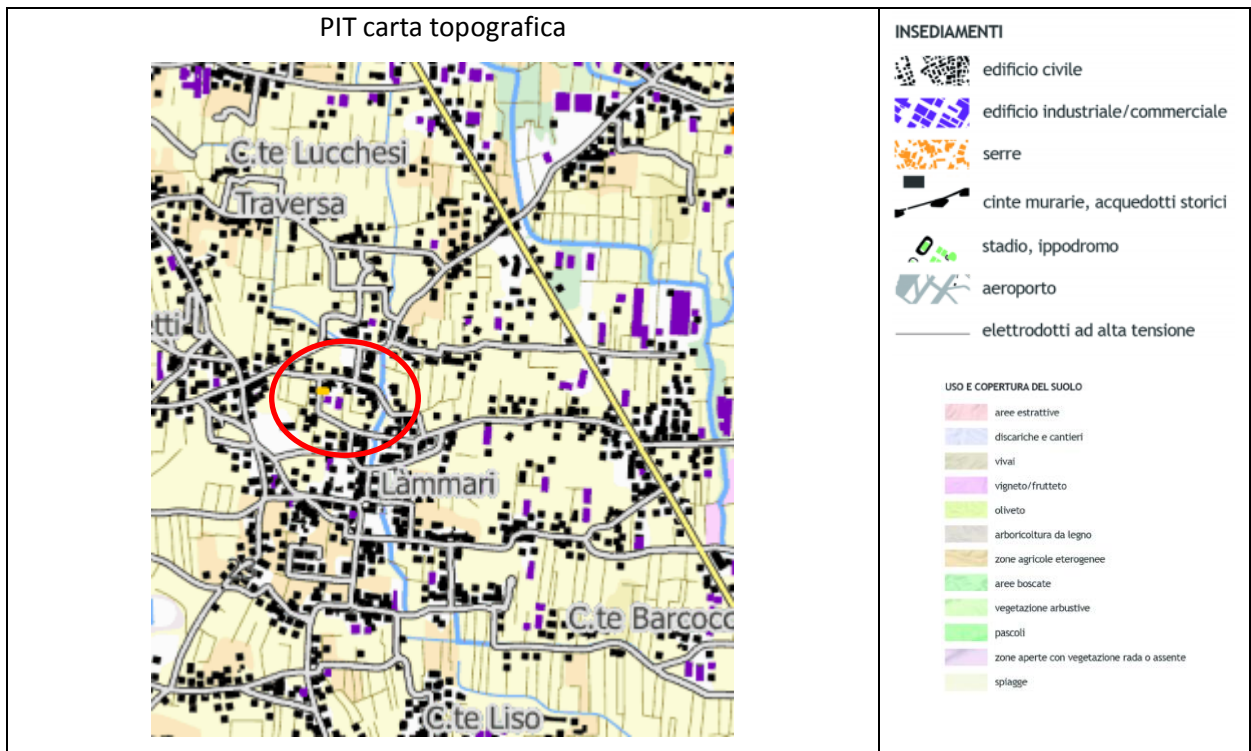 PIT carta topografica
C.te Lucchesi
Traversa
tti
Lammari
C.te Barcocc
C.te Liso
INSEDIAMENTI
edificio civile
edificio industriale/commerciale
serre
cinte murarie, acquedotti storici
stadio, ippodromo
aeroporto
elettrodotti ad alta tensione
USO E COPERTURA DEL SUOLO
aree estrattive
discariche e cantieri
vivai
vigneto/frutteto
oliveto
arboricoltura da legno
zone agricole eterogenee
aree boscate
vegetazione arbustive
pascoli
zone aperte con vegetazione rada o assente
spiagge